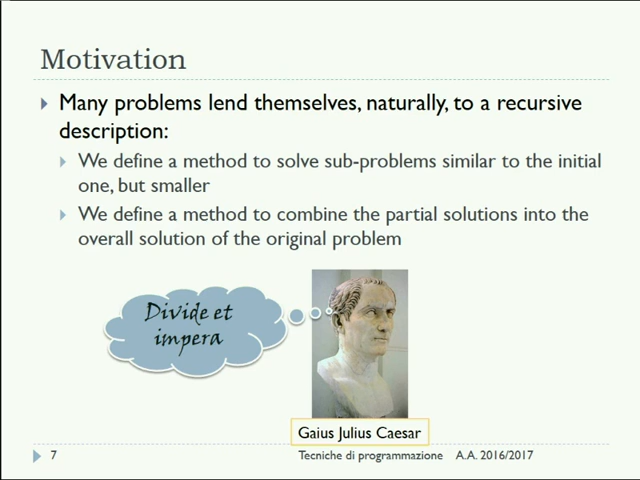 Motivation
Many problems lend themselves, naturally, to a recursive
description:
We define a method to solve sub-problems similar to the initial
one, but smaller
We define a method to combine the partial solutions into the
overall solution of the original problem
Divide et
impera
Gaius Julius Caesar
7 Tecniche di programmazione A.A. 2016/2017